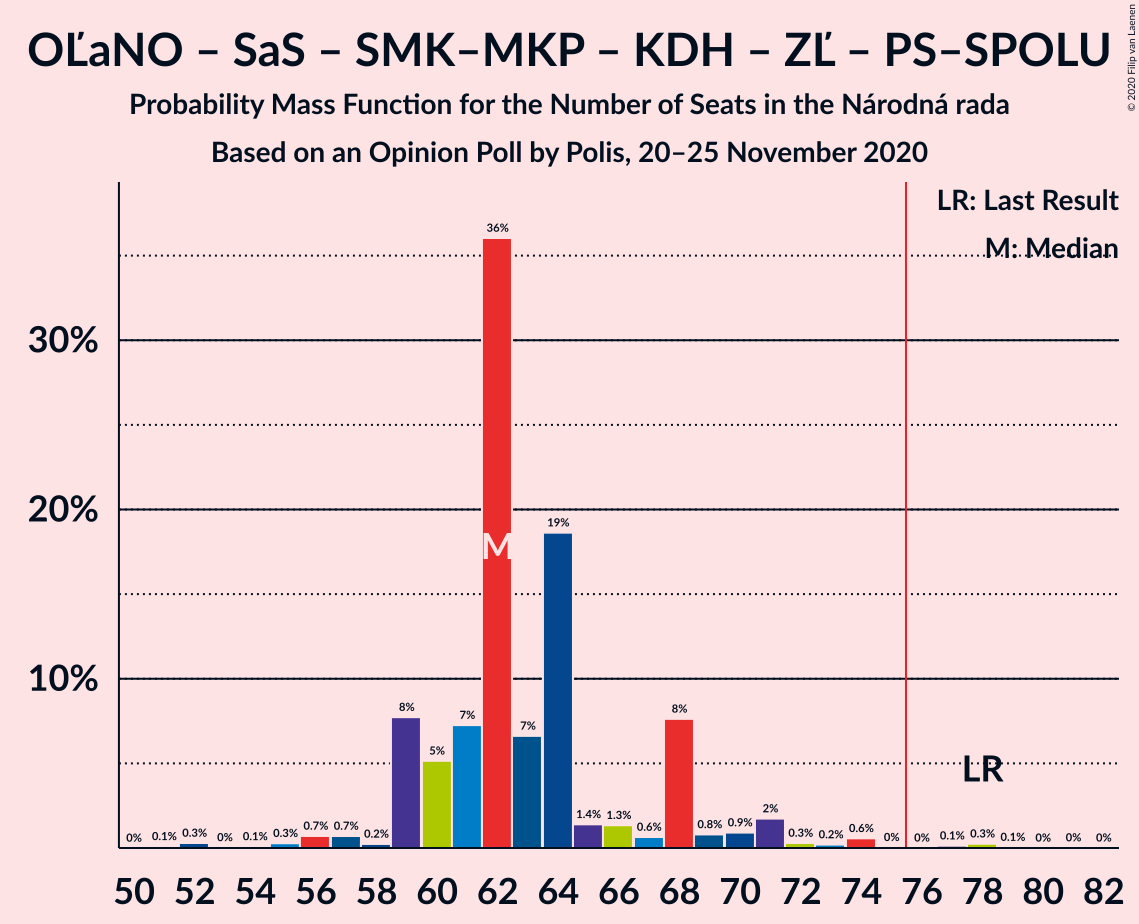 OĽaNO – SaS – SMK–MKP – KDH – ZĽ – PS–SPOLU
Probability Mass Function for the Number of Seats in the Národná rada
Based on an Opinion Poll by Polis, 20–25 November 2020
© 2020 Filip van Laenen
LR: Last Result
M: Median
30%
20%
10%
0% 0.1% 0.3% 0% 0.1% 0.3% 0.7% 0.7% 0.2% 8% 5% 7% 36% 7% 19% 1.4% 1.3% 0.6% 8% 0.8% 0.9% 2% 0.3% 0.2% 0.6% 0% 0% 0.1% 0.3% 0.1% 0% 0% 0%
M
LR
50 52 54 56 58 60 62 64 66 68 70 72 74 76 78 80 82